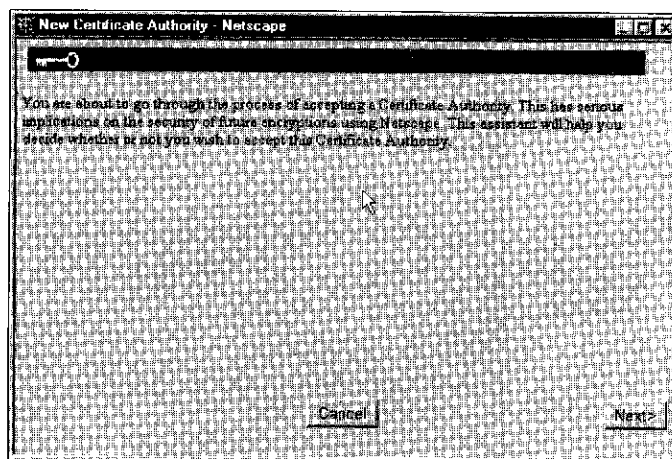 New Certificate Authority - Netscape
You are about to go through the process of accepting a Certificate Authority. This has serious
implications on the security of future encryptions using Netscape. This assistant will help you
decide whether or not you wish to accept this Certificate Authority.
Cancel
Next>